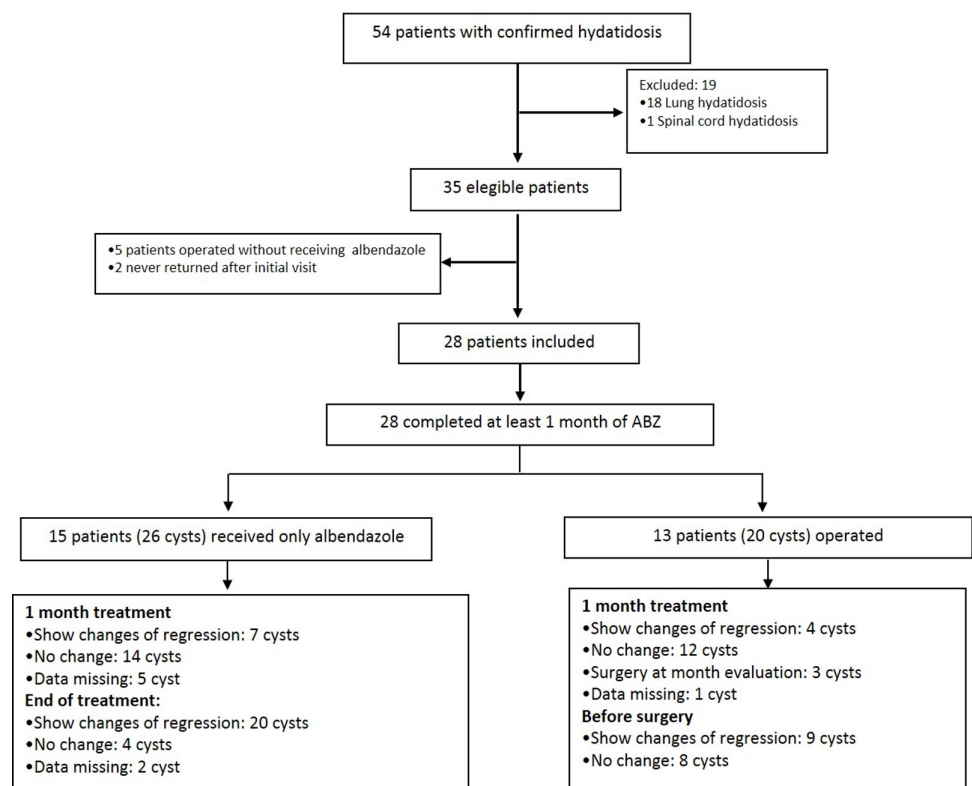 54 patients with confirmed hydatidosis
Excluded: 19
•18 Lung hydatidosis
•1 Spinal cord hydatidosis
35 elegible patients
•5 patients operated without receiving albendazole
•2 never returned after initial visit
28 patients included
28 completed at least 1 month of ABZ
15 patients (26 cysts) received only albendazole
13 patients (20 cysts) operated
1 month treatment
•Show changes of regression: 7 cysts
•No change: 14 cysts
•Data missing: 5 cyst
End of treatment:
•Show changes of regression: 20 cysts
•No change: 4 cysts
•Data missing: 2 cyst
1 month treatment
•Show changes of regression: 4 cysts
•No change: 12 cysts
•Surgery at month evaluation: 3 cysts
•Data missing: 1 cyst
Before surgery
•Show changes of regression: 9 cysts
•No change: 8 cysts